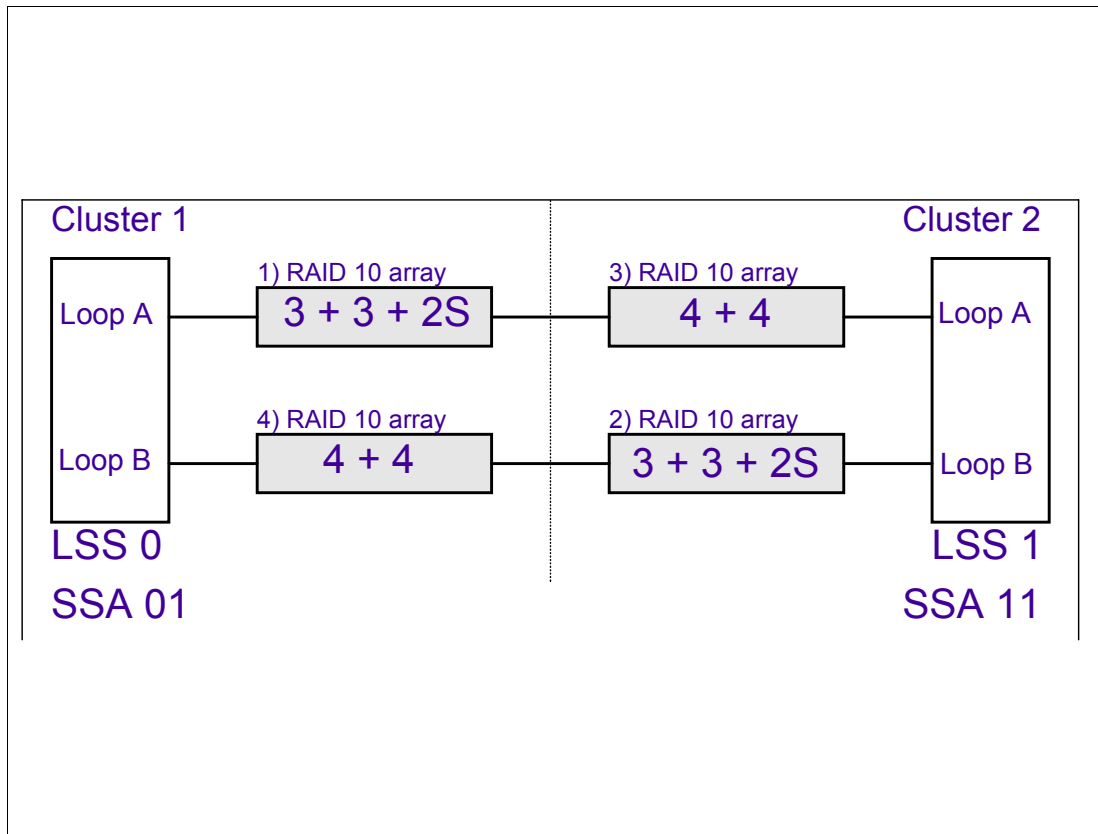 Cluster 1
Cluster 2
1) RAID 10 array
3) RAID 10 array
Loop A
3 + 3 + 2S
4 + 4
Loop A
4) RAID 10 array
2) RAID 10 array
Loop B
4 + 4
3 + 3 + 2S
Loop B
LSS 0
LSS 1
SSA 01
SSA 11